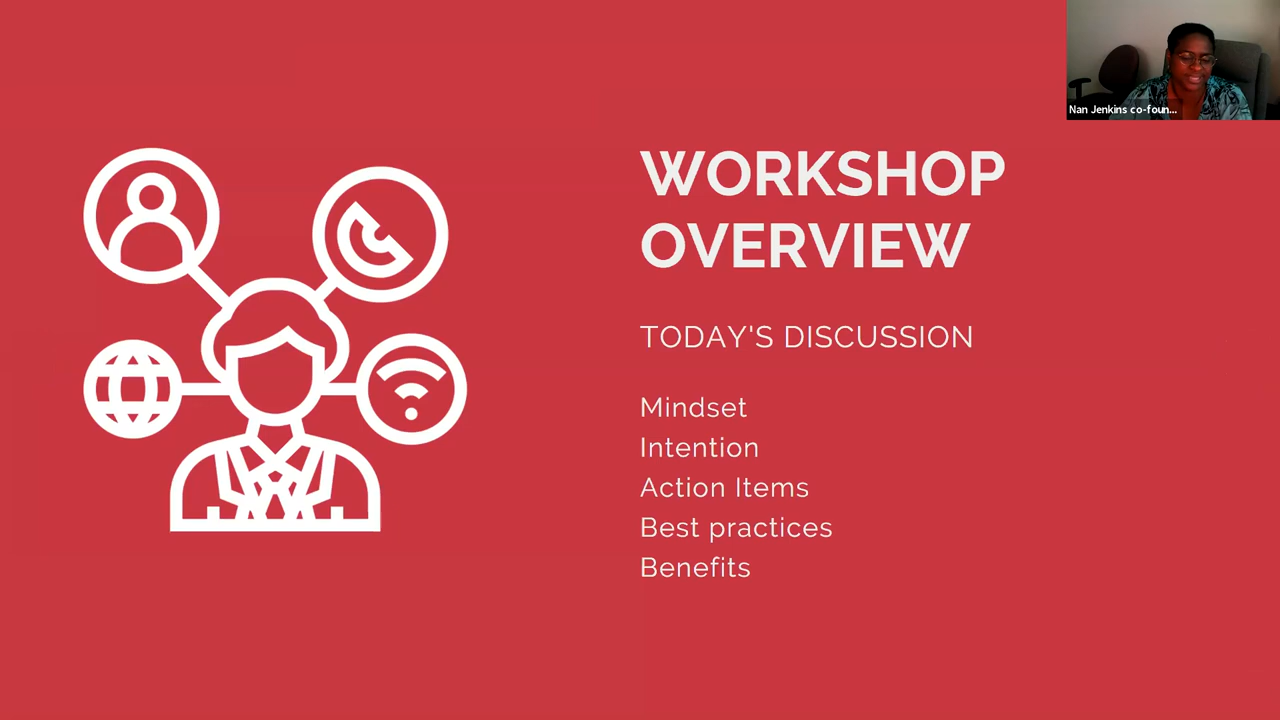 Nan Jenkins co-foun...
WORKSHOP
OVERVIEW
TODAY'S DISCUSSION
Mindset
Intention
Action Items
Best practices
Benefits